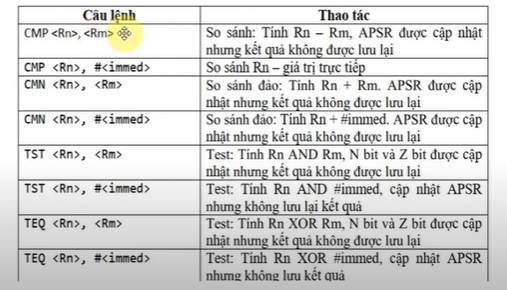 Câu lệnh Thao tác
CMP <Rn>, <Rm> So sánh: Tính Rn – Rm, APSR được cập
nhật nhưng kết quả không được lưu lại
CMP <Rn>, #<immed> So sánh Rn – giá trị trực tiếp
CMN <Rn>, <Rm> So sánh đảo: Tính Rn + Rm. APSR được cập
nhật nhưng kết quả không được lưu lại
CMN <Rn>, #<immed> So sánh đảo: Tính Rn + #immed. APSR được cập
nhật nhưng kết quả không được lưu lại
TST <Rn>, <Rm> Test: Tính Rn AND Rm, N bit và Z bit được cập
nhật nhưng kết quả không được lưu lại
TST <Rn>, #<immed> Test: Tính Rn AND #immed, cập nhật APSR
nhưng không lưu lại kết quả
TEQ <Rn>, <Rm> Test: Tính Rn XOR Rm, N bit và Z bit được cập
nhật nhưng kết quả không được lưu lại
TEQ <Rn>, #<immed> Test: Tính Rn XOR #immed, cập nhật APSR
nhưng không lưu kết quả